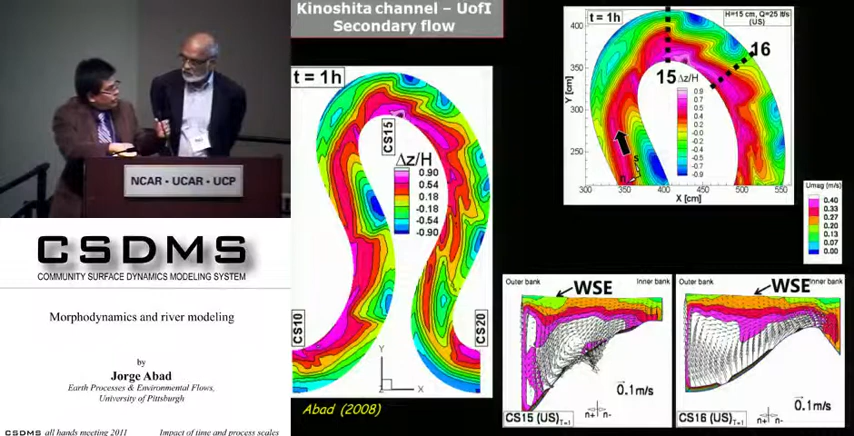 NCAR - UCAR - UCP
CSDMS
COMMUNITY SURFACE DYNAMICS MODELING SYSTEM
Morphodynamics and river modeling
by
Jorge Abad
Earth Processes & Environmental Flows,
University of Pittsburgh
CSDMS all hands meeting 2011
Impact of time and process scales
Kinoshita channel – UofI
Secondary flow
t = 1h
CS15
Δz/H
0.90
0.54
0.18
-0.18
-0.54
-0.90
CS10
CS20
Y
X
Abad (2008)
t = 1h
H=15 cm, Q=25 lt/s
(US)
16
15
Δz/H
0.9
0.7
0.5
0.3
0.1
-0.1
-0.3
-0.5
-0.7
-0.9
s
n
Y [cm]
400
350
300
250
300 350 400 450 500 550
X [cm]
Umag (m/s)
0.40
0.33
0.27
0.20
0.13
0.07
0.00
Outer bank
WSE
Inner bank
0.1m/s
CS15 (US)T=1
n+ n-
Outer bank
WSE
Inner bank
0.1m/s
CS16 (US)T=1
n+ n-